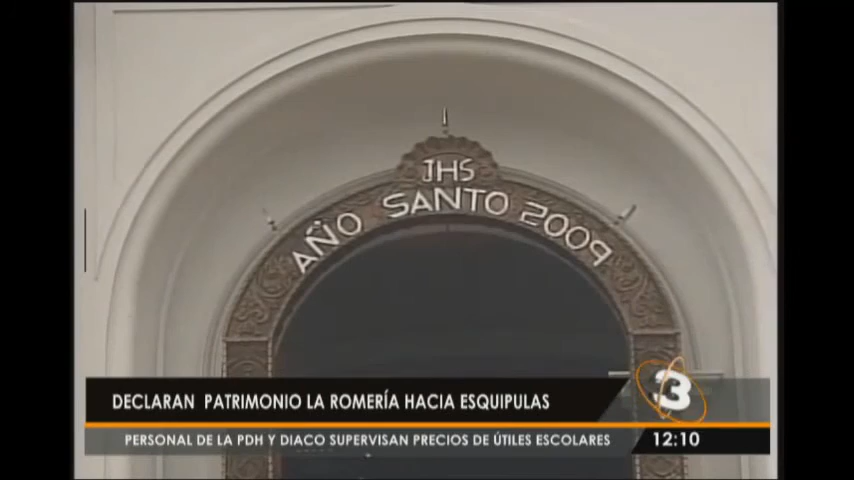 JHS
AÑO SANTO 2009
DECLARAN PATRIMONIO LA ROMERÍA HACIA ESQUIPULAS
3
PERSONAL DE LA PDH Y DIACO SUPERVISAN PRECIOS DE ÚTILES ESCOLARES
12:10